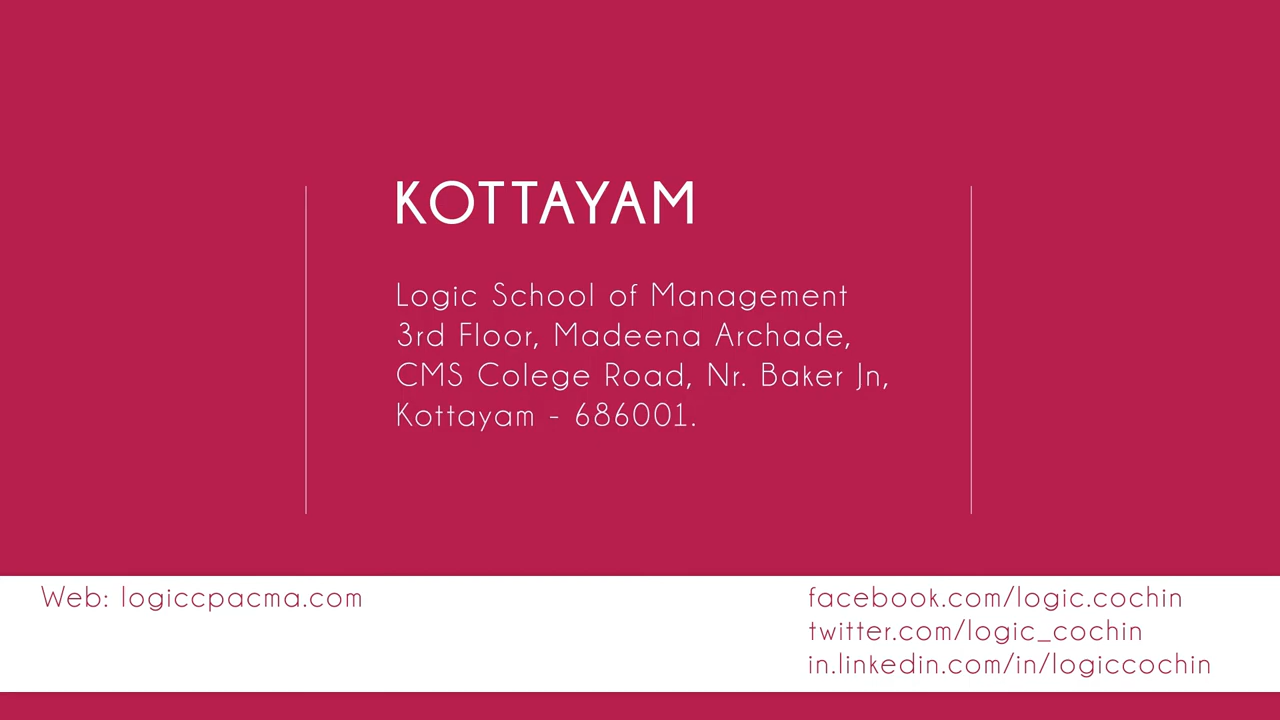 KOTTAYAM
Logic School of Management
3rd Floor, Madeena Archade,
CMS Colege Road, Nr. Baker Jn,
Kottayam - 686001.
Web: logiccpacma.com
facebook.com/logic.cochin
twitter.com/logic_cochin
in.linkedin.com/in/logiccochin